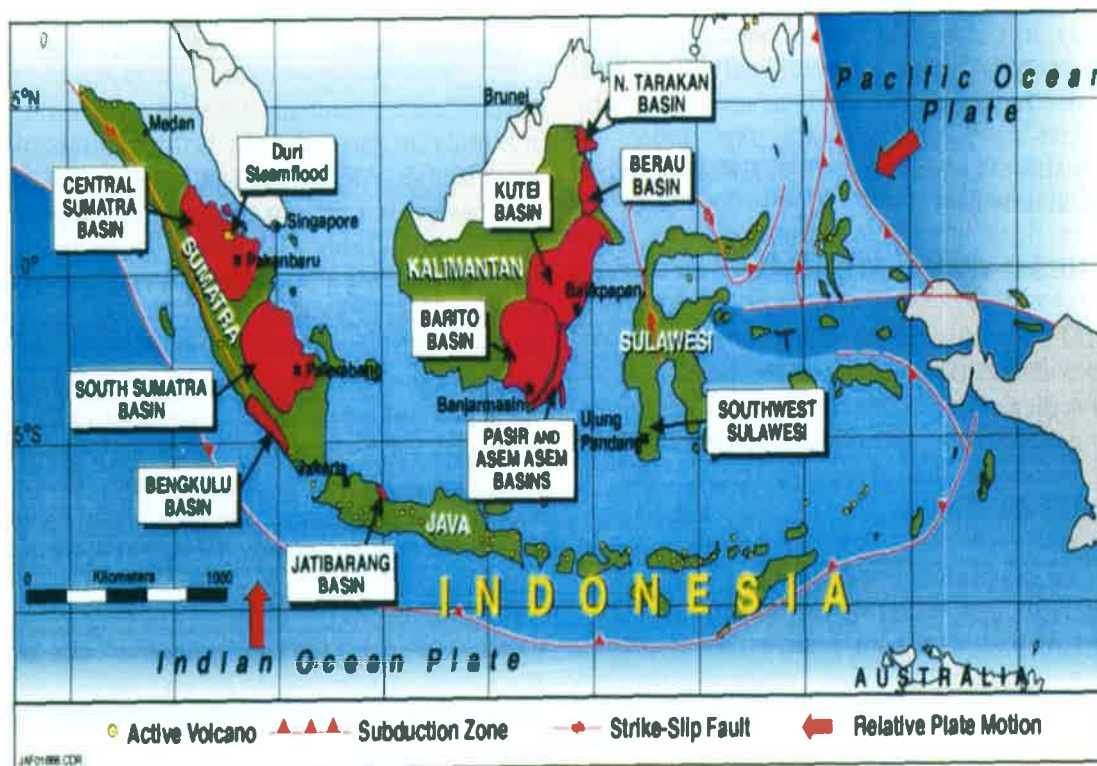 Pacific Ocean
Plate
5°N
Medan
Brunei
N. TARAKAN
BASIN
Duri
Steamflood
CENTRAL
SUMATRA
BASIN
BERAU
BASIN
KUTEI
BASIN
Singapore
0°
Pekanbaru
SUMATRA
KALIMANTAN
Balikpapan
BARITO
BASIN
SULAWESI
SOUTH SUMATRA
BASIN
Palembang
Banjarmasin
Ujung
Pandang
SOUTHWEST
SULAWESI
5°S
PASIR AND
ASEM ASEM
BASINS
BENGKULU
BASIN
Jakarta
JAVA
JATIBARANG
BASIN
0 Kilometers 1000
INDONESIA
Indian Ocean Plate
AUSTRALIA
Active Volcano
Subduction Zone
Strike-Slip Fault
Relative Plate Motion